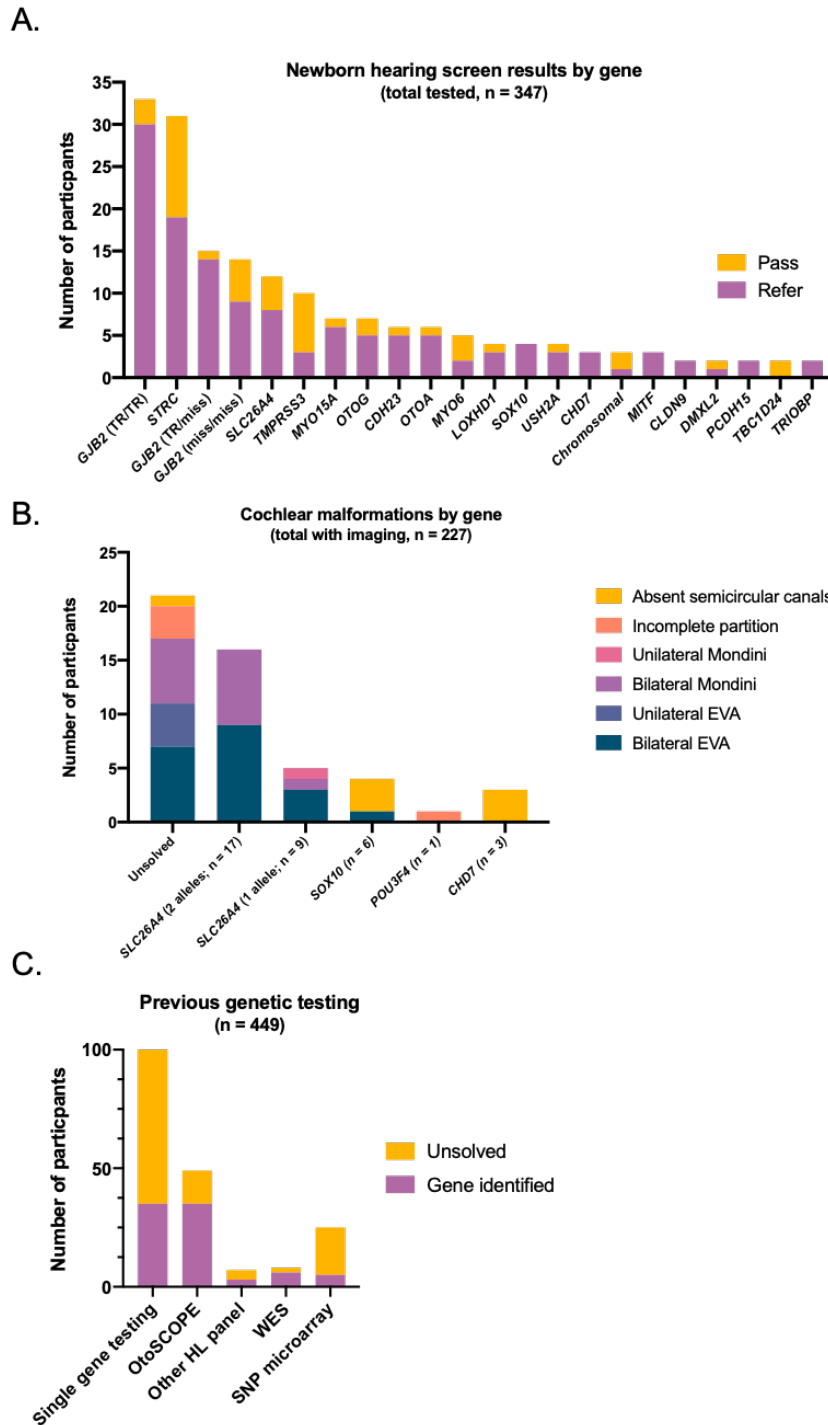 A.
Newborn hearing screen results by gene
(total tested, n = 347)
Number of particpants
35
30
25
20
15
10
5
0
Pass
Refer
GJB2 (TR/TR)
STRC
GJB2 (TR/miss)
GJB2 (miss/miss)
SLC26A4
TMPRSS3
MYO15A
OTOG
CDH23
OTOA
MYO6
LOXHD1
SOX10
USH2A
CHD7
Chromosomal
MITF
CLDN9
DMXL2
PCDH15
TBC1D24
TRIOBP
B.
Cochlear malformations by gene
(total with imaging, n = 227)
Number of particpants
25
20
15
10
5
0
Absent semicircular canals
Incomplete partition
Unilateral Mondini
Bilateral Mondini
Unilateral EVA
Bilateral EVA
Unsolved
SLC26A4 (2 alleles; n = 17)
SLC26A4 (1 allele; n = 9)
SOX10 (n = 6)
POU3F4 (n = 1)
CHD7 (n = 3)
C.
Previous genetic testing
(n = 449)
Number of particpants
100
50
0
Unsolved
Gene identified
Single gene testing
OtoSCOPE
Other HL panel
WES
SNP microarray